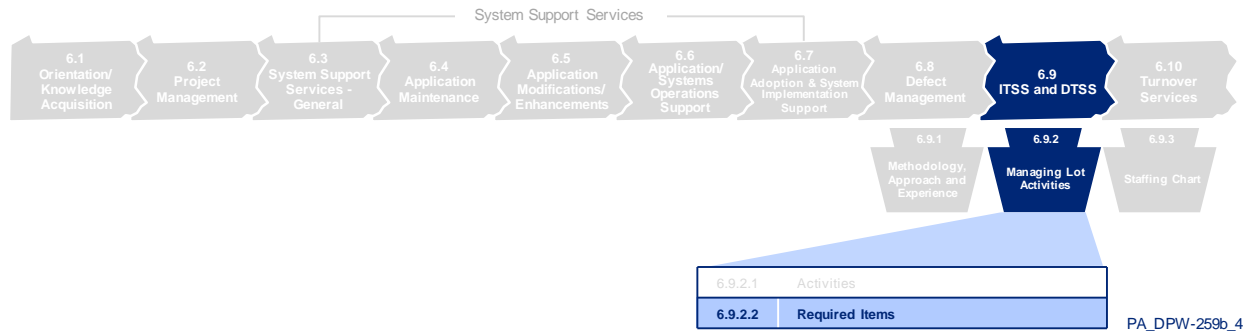 System Support Services
6.1
Orientation/
Knowledge
Acquisition
6.2
Project
Management
6.3
System Support
Services -
General
6.4
Application
Maintenance
6.5
Application
Modifications/
Enhancements
6.6
Application/
Systems
Operations
Support
6.7
Application
Adoption & System
Implementation
Support
6.8
Defect
Management
6.9
ITSS and DTSS
6.10
Turnover
Services
6.9.1
Methodology,
Approach and
Experience
6.9.2
Managing Lot
Activities
6.9.3
Staffing Chart
6.9.2.1 Activities
6.9.2.2 Required Items
PA_DPW-259b_4